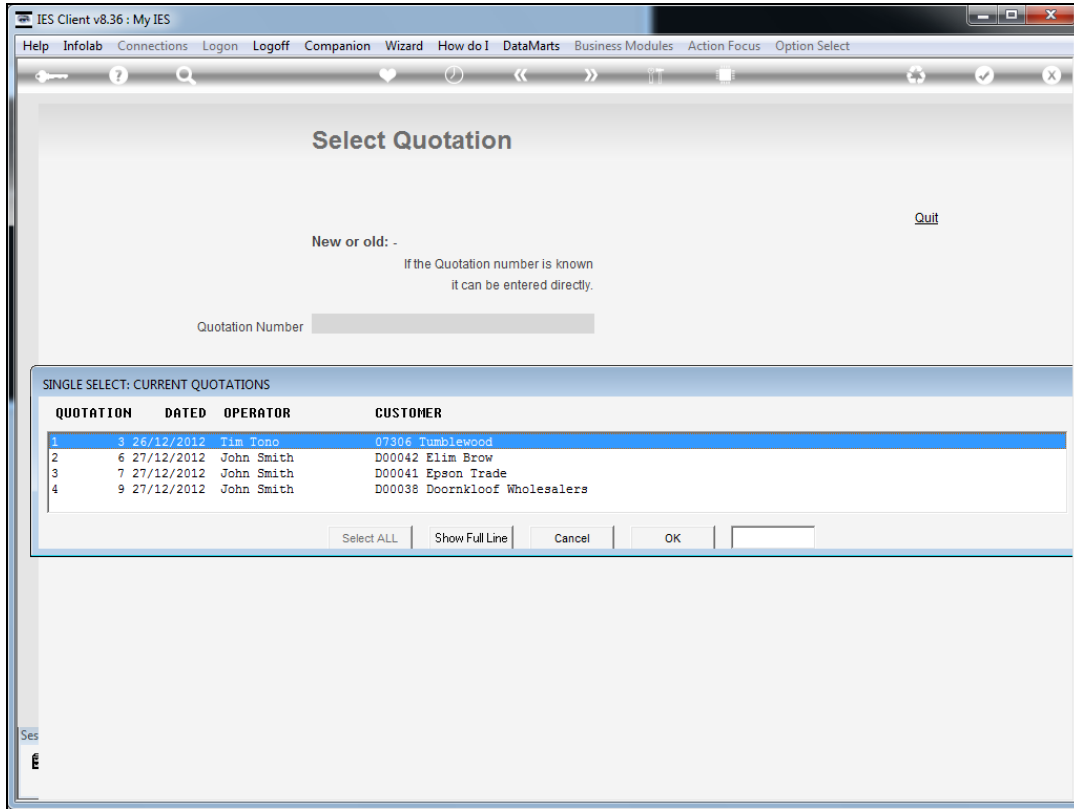 IES Client v8.36 : My IES
Help Infolab Connections Logon Logoff Companion Wizard How do I DataMarts Business Modules Action Focus Option Select
Select Quotation
Quit
New or old: -
If the Quotation number is known
it can be entered directly.
Quotation Number
SINGLE SELECT: CURRENT QUOTATIONS
QUOTATION DATED OPERATOR CUSTOMER
1 3 26/12/2012 Tim Tono 07306 Tumblewood
2 6 27/12/2012 John Smith D00042 Elim Brow
3 7 27/12/2012 John Smith D00041 Epson Trade
4 9 27/12/2012 John Smith D00038 Doornkloof Wholesalers
Select ALL Show Full Line Cancel OK
Ses